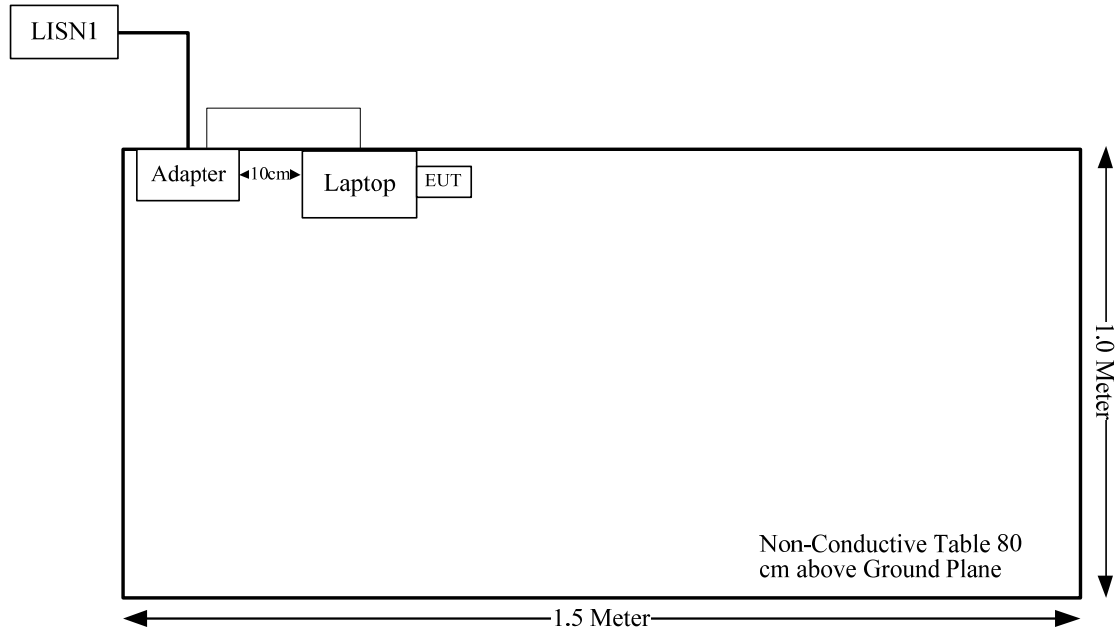 LISN1
Adapter
10cm
Laptop
EUT
1.0 Meter
Non-Conductive Table 80
cm above Ground Plane
1.5 Meter